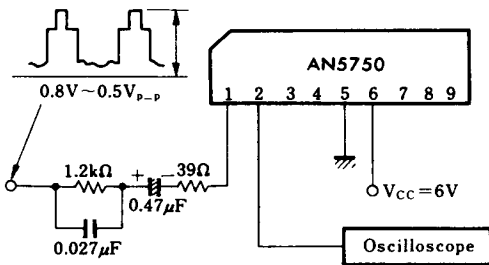 AN5750
1 2 3 4 5 6 7 8 9
0.8V~0.5Vp-p
1.2kΩ
+
−
39Ω
0.47μF
0.027μF
VCC=6V
Oscilloscope